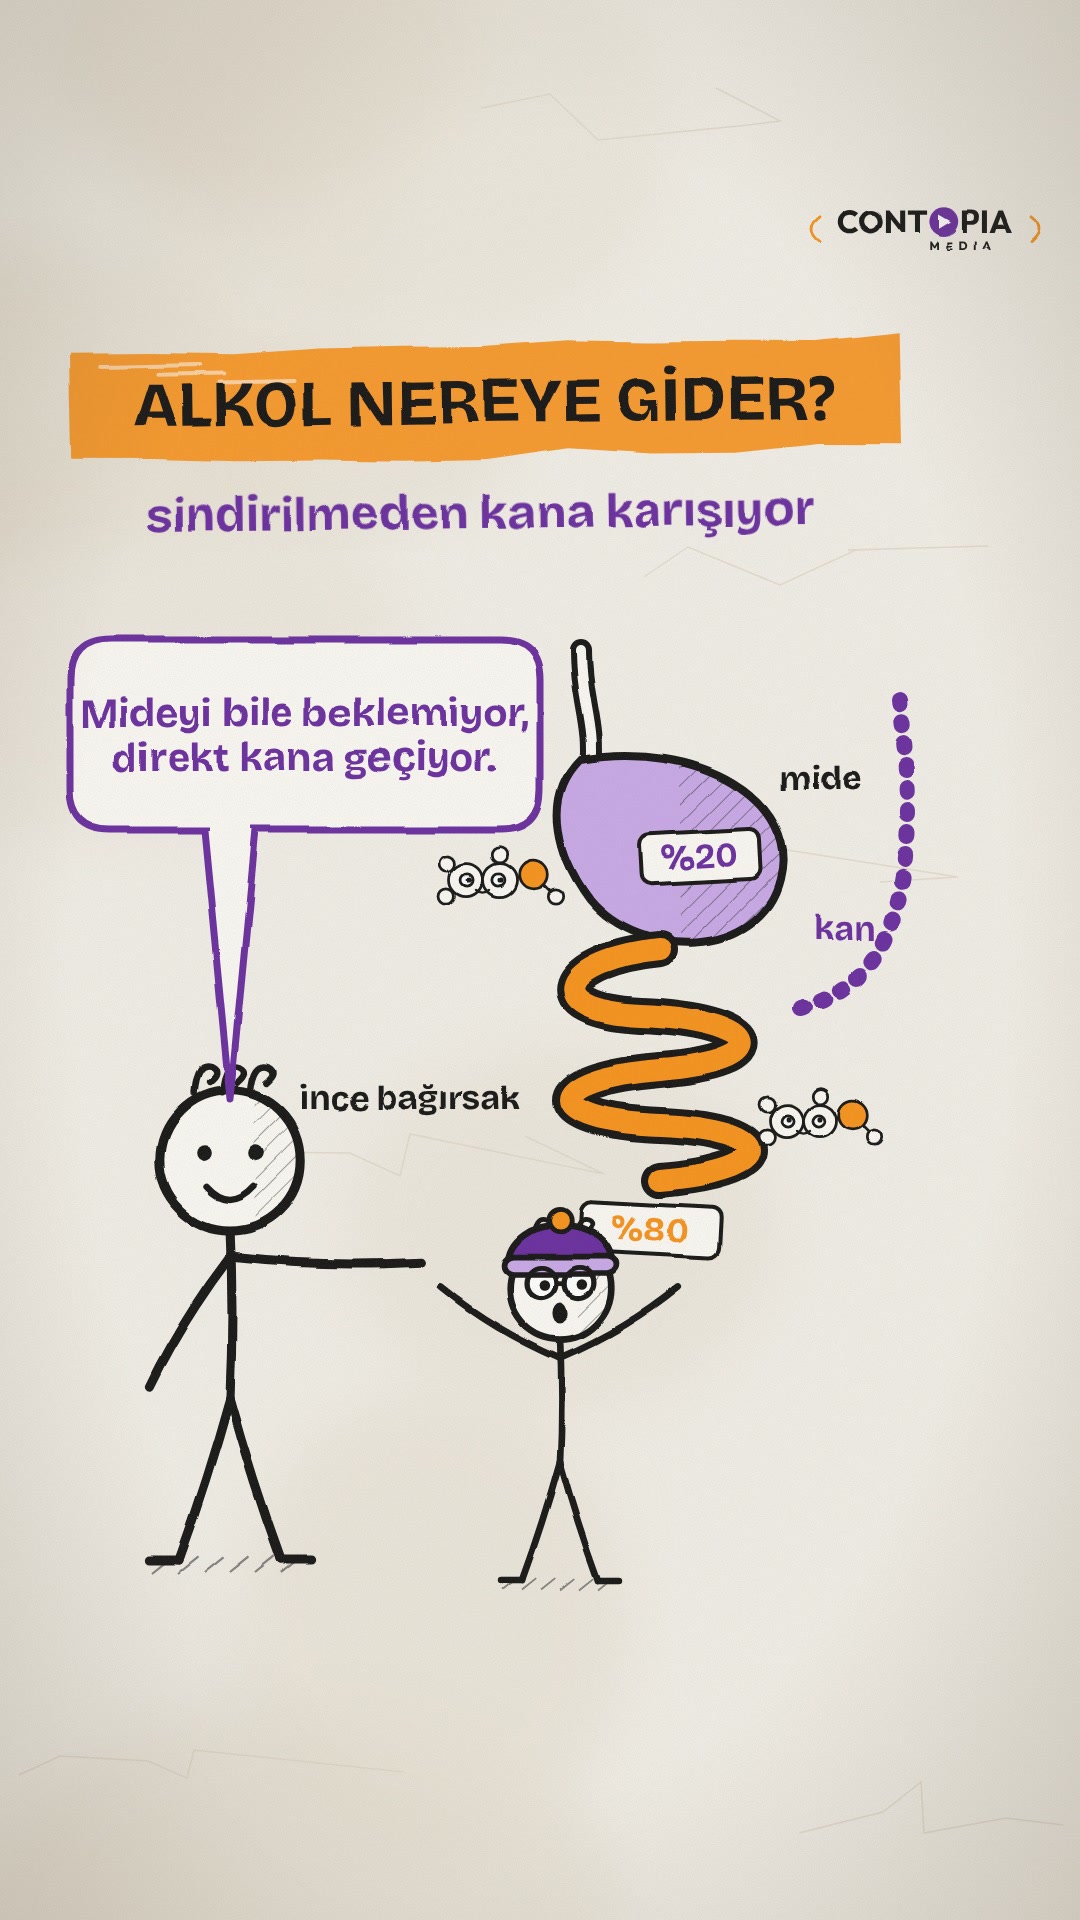 CONTOPIA
MEDIA
ALKOL NEREYE GİDER?
sindirilmeden kana karışıyor
Mideyi bile beklemiyor,
direkt kana geçiyor.
mide
%20
kan
ince bağırsak
%80